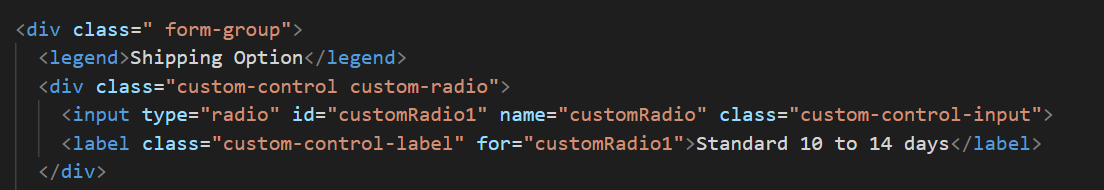 <div class=" form-group">
<legend>Shipping Option</legend>
<div class="custom-control custom-radio">
<input type="radio" id="customRadio1" name="customRadio" class="custom-control-input">
<label class="custom-control-label" for="customRadio1">Standard 10 to 14 days</label>
</div>